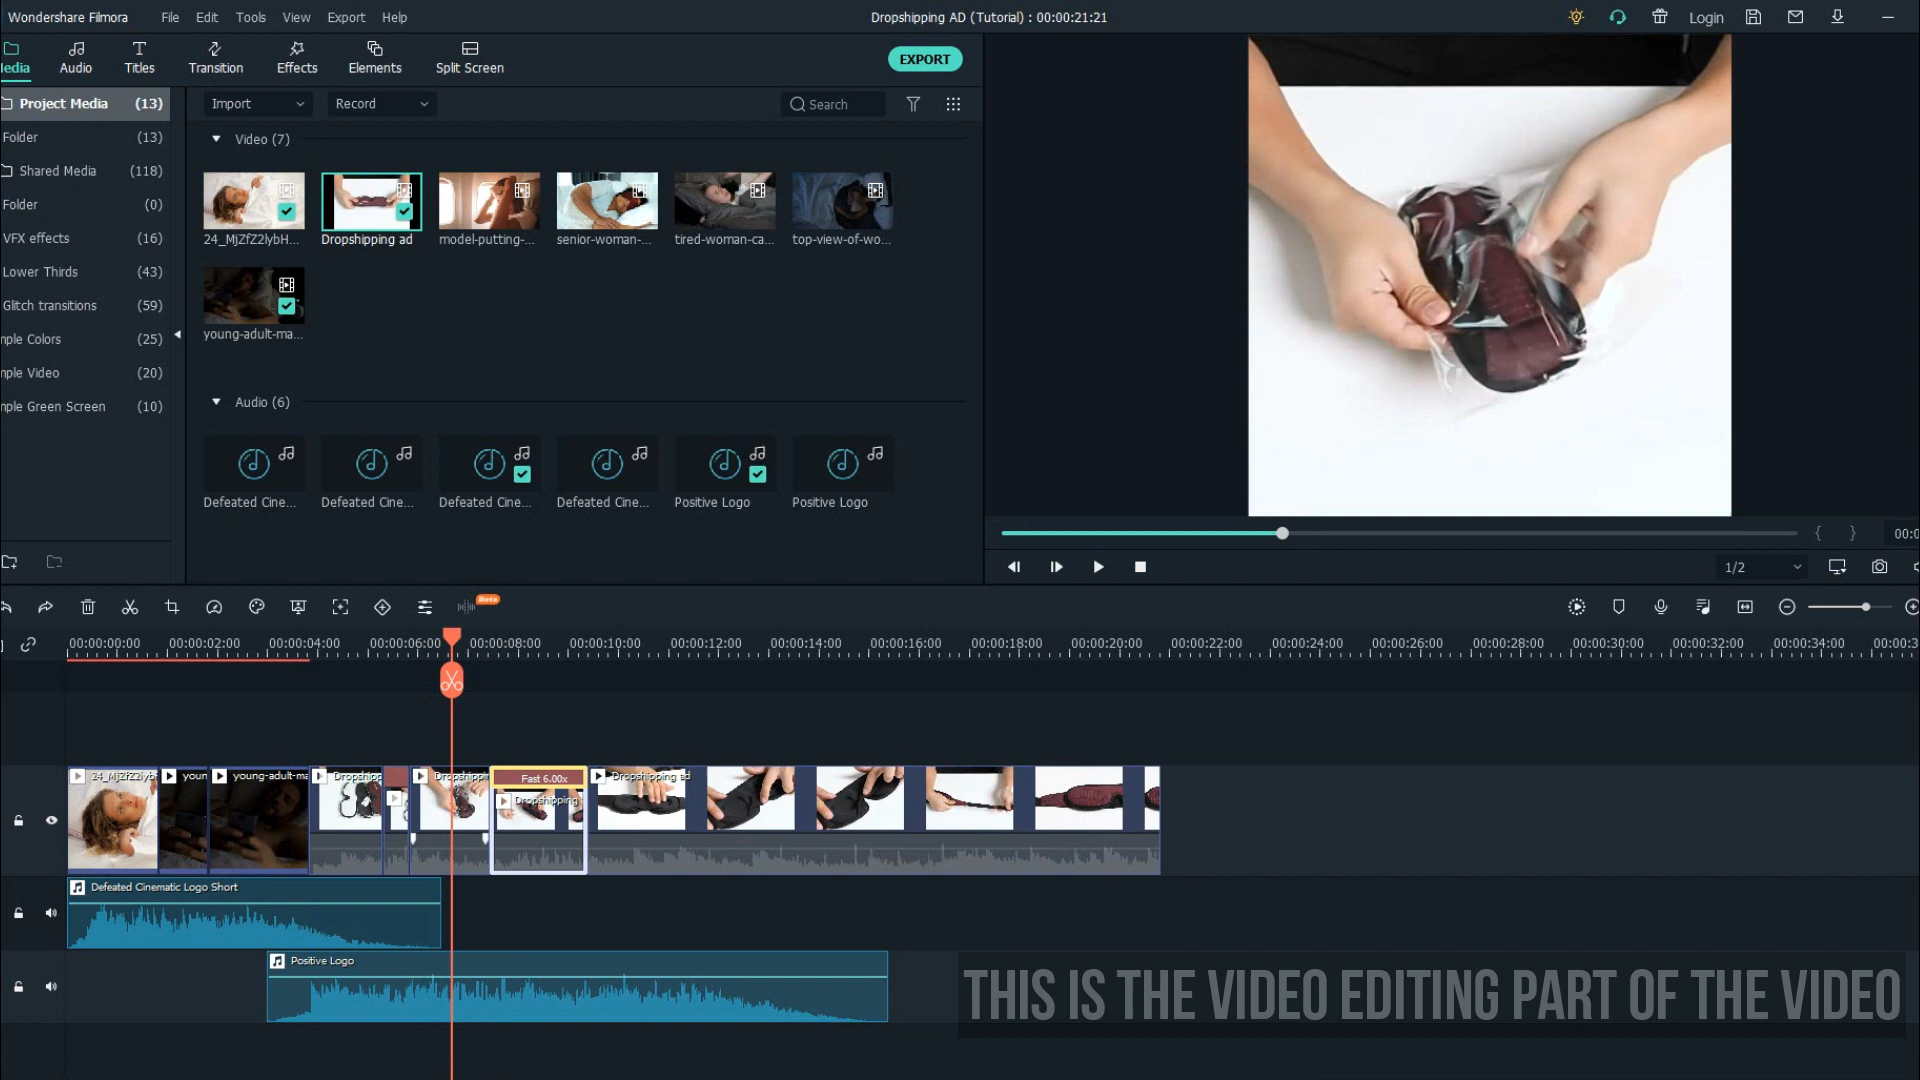 Wondershare Filmora File Edit Tools View Export Help Dropshipping AD (Tutorial) : 00:00:21:21 Login
edia Audio Titles Transition Effects Elements Split Screen EXPORT
Project Media (13) Import Record Search
Folder (13) Video (7)
Shared Media (118)
Folder (0)
VFX effects (16) 24_MjZfZ2lybH... Dropshipping ad model-putting-... senior-woman-... tired-woman-ca... top-view-of-wo...
Lower Thirds (43)
Glitch transitions (59)
mple Colors (25) young-adult-ma...
mple Video (20)
mple Green Screen (10) Audio (6)
Defeated Cine... Defeated Cine... Defeated Cine... Defeated Cine... Positive Logo Positive Logo
{ } 00:0
1/2
Beta
00:00:00:00 00:00:02:00 00:00:04:00 00:00:06:00 00:00:08:00 00:00:10:00 00:00:12:00 00:00:14:00 00:00:16:00 00:00:18:00 00:00:20:00 00:00:22:00 00:00:24:00 00:00:26:00 00:00:28:00 00:00:30:00 00:00:32:00 00:00:34:00 00:00:3
24_MjZfZ2lybH youn young-adult-ma Dropshipp Dropshippin Fast 6.00x Dropshipping ad
Dropshipping
Defeated Cinematic Logo Short
Positive Logo
THIS IS THE VIDEO EDITING PART OF THE VIDEO